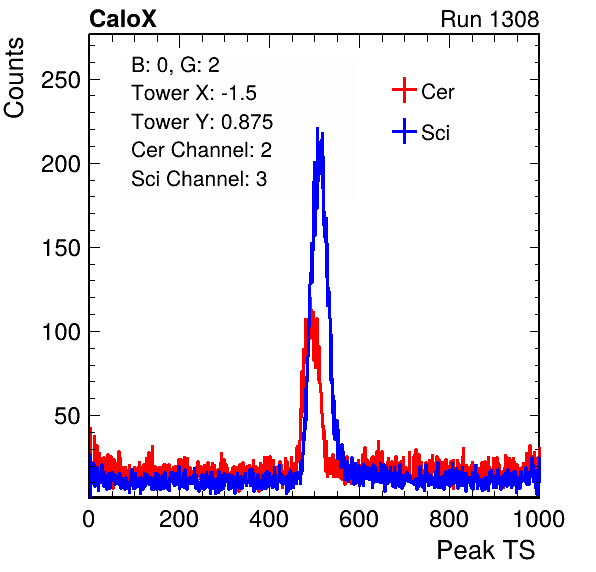 CaloX Run 1308
Counts
B: 0, G: 2
Tower X: -1.5
Tower Y: 0.875
Cer Channel: 2
Sci Channel: 3
Cer
Sci
250
200
150
100
50
0 200 400 600 800 1000
Peak TS